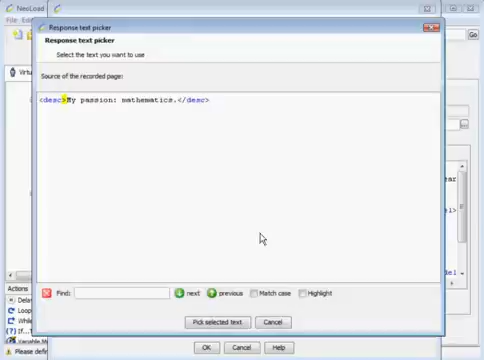 NeoLoad
Response text picker
File
Go
Response text picker
Select the text you want to use
Source of the recorded page:
<desc>My passion: mathematics.</desc>
Actions
Find:
next
previous
Match case
Highlight
Pick selected text
Cancel
OK
Cancel
Help